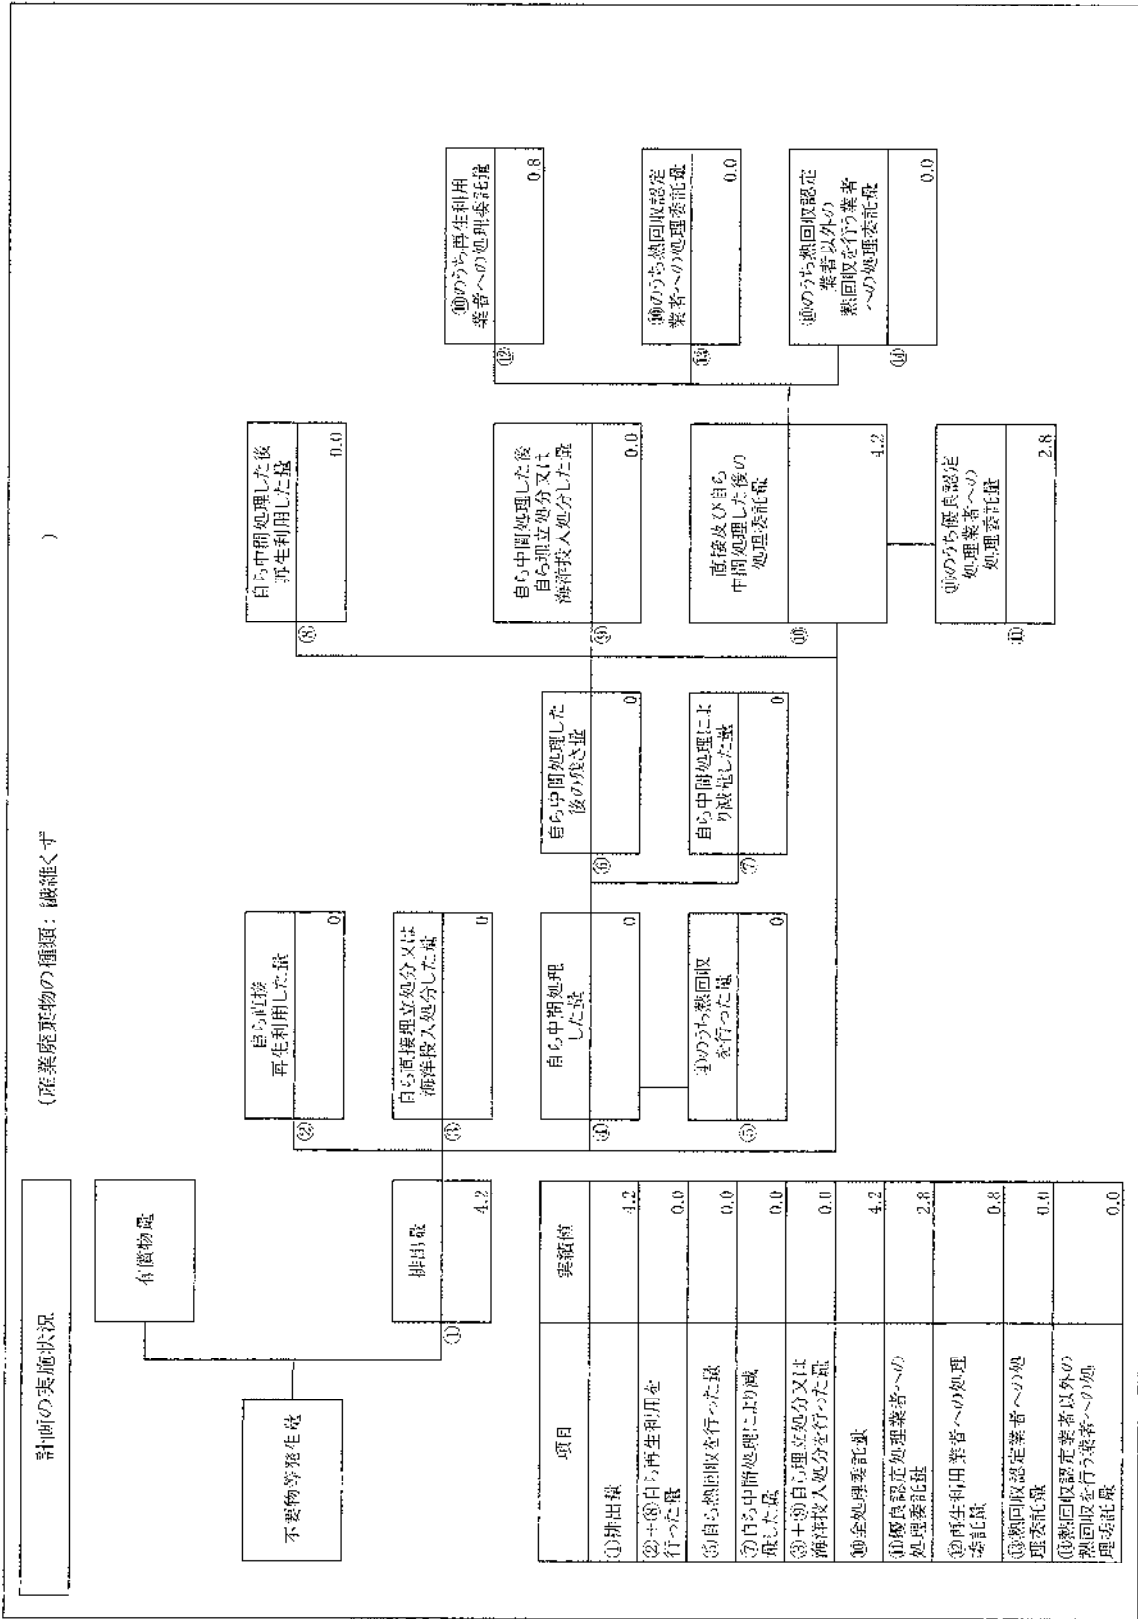 計画の実施状況
(産業廃棄物の種類：繊維くず
)
不要物等発生量
有償物量
①
排出量
4.2
②
自ら直接
再生利用した量
0
③
自ら直接埋立処分又は
海洋投入処分した量
0
④
自ら中間処理
した量
0
⑤
④のうち熱回収
を行った量
0
⑥
自ら中間処理した
後の残さ量
0
⑦
自ら中間処理によ
り減量した量
0
⑧
自ら中間処理した後
再生利用した量
0.0
⑨
自ら中間処理した後
自ら埋立処分又は
海洋投入処分した量
0.0
⑩
直接及び自ら
中間処理した後の
処理委託量
4.2
⑪
⑩のうち優良認定
処理業者への
処理委託量
2.8
⑫
⑩のうち再生利用
業者への処理委託量
0.8
⑬
⑩のうち熱回収認定
業者への処理委託量
0.0
⑭
⑩のうち熱回収認定
業者以外の
熱回収を行う業者
への処理委託量
0.0
項目
実績値
①排出量
4.2
②+⑧自ら再生利用を
行った量
0.0
⑤自ら熱回収を行った量
0.0
⑦自ら中間処理により減
量した量
0.0
③+⑨自ら埋立処分又は
海洋投入処分を行った量
0.0
⑩全処理委託量
4.2
⑪優良認定処理業者への
処理委託量
2.8
⑫再生利用業者への処理
委託量
0.8
⑬熱回収認定業者への処
理委託量
0.0
⑭熱回収認定業者以外の
熱回収を行う業者への処
理委託量
0.0